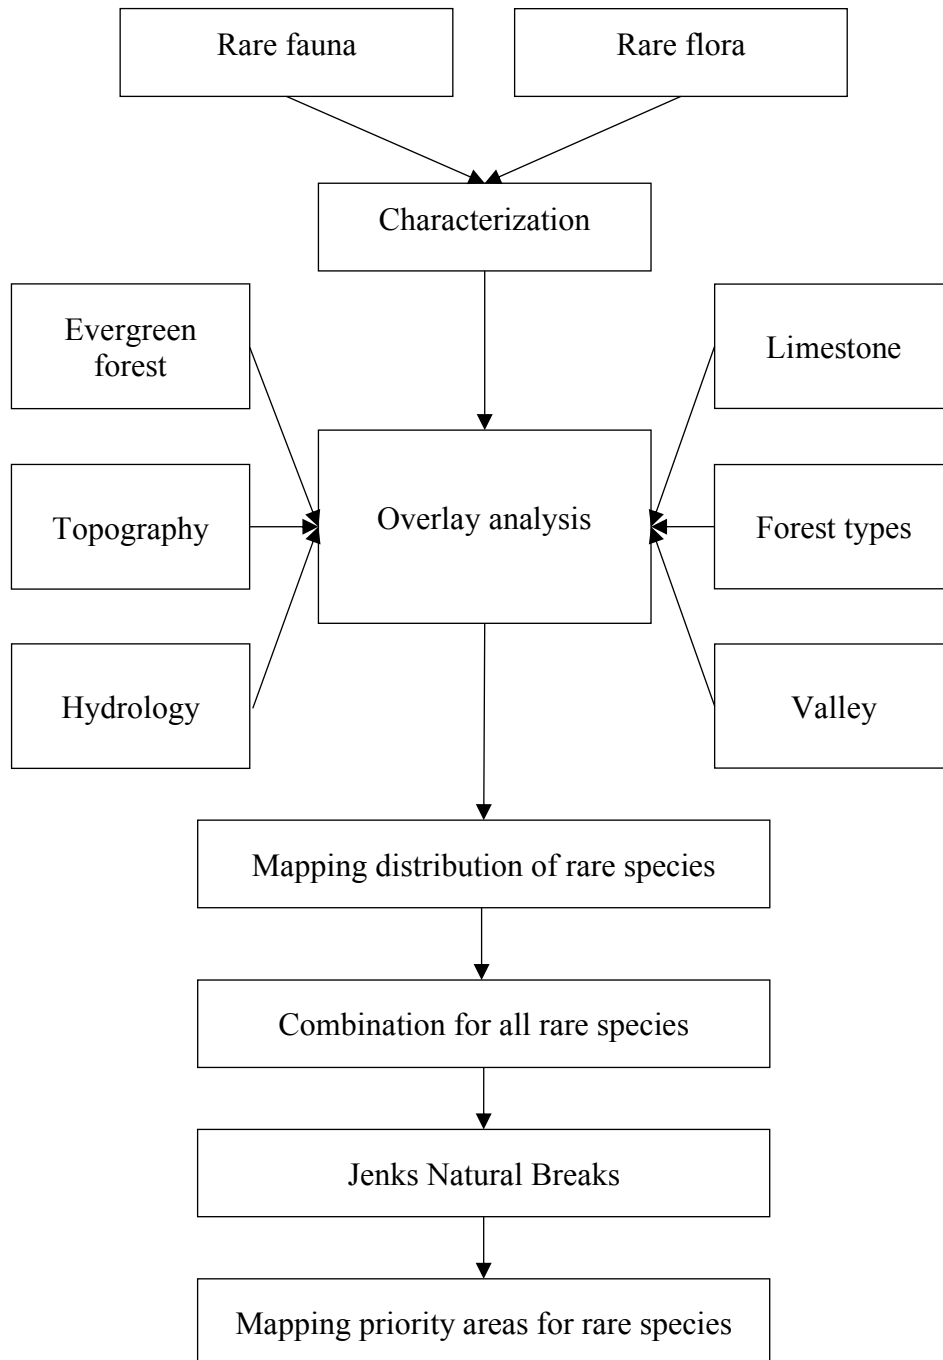 Rare fauna
Rare flora
Characterization
Evergreen
forest
Limestone
Topography
Overlay analysis
Forest types
Hydrology
Valley
Mapping distribution of rare species
Combination for all rare species
Jenks Natural Breaks
Mapping priority areas for rare species